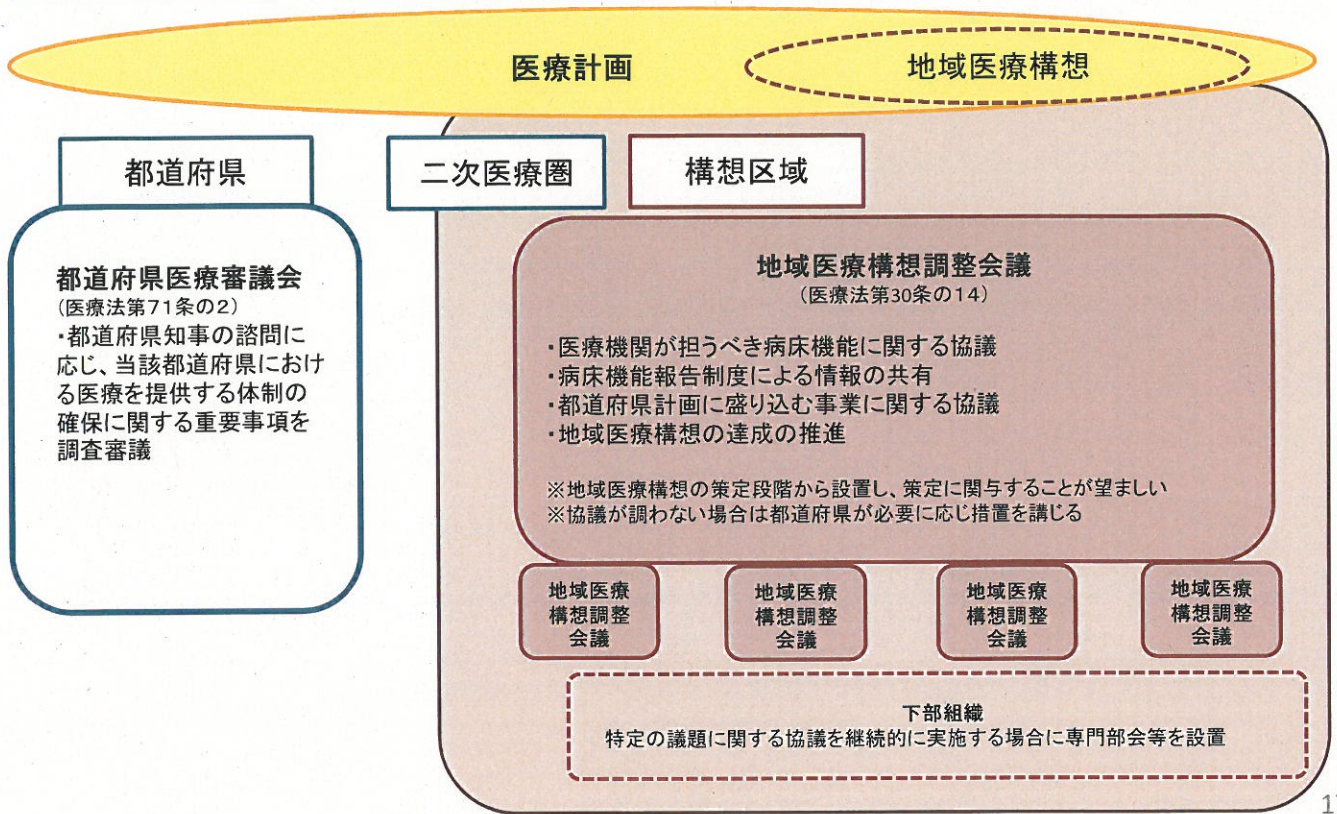 医療計画
地域医療構想
都道府県
二次医療圏
構想区域
都道府県医療審議会
（医療法第71条の2）
・都道府県知事の諮問に
応じ、当該都道府県におけ
る医療を提供する体制の
確保に関する重要事項を
調査審議
地域医療構想調整会議
（医療法第30条の14）
・医療機関が担うべき病床機能に関する協議
・病床機能報告制度による情報の共有
・都道府県計画に盛り込む事業に関する協議
・地域医療構想の達成の推進
※地域医療構想の策定段階から設置し、策定に関与することが望ましい
※協議が調わない場合は都道府県が必要に応じ措置を講じる
地域医療
構想調整
会議
地域医療
構想調整
会議
地域医療
構想調整
会議
地域医療
構想調整
会議
下部組織
特定の議題に関する協議を継続的に実施する場合に専門部会等を設置